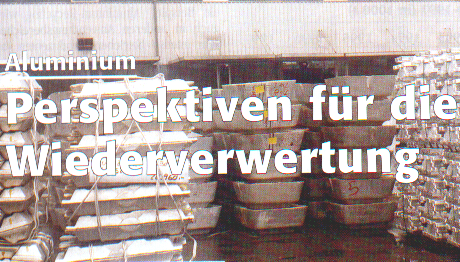 Aluminium
Perspektiven für die
Wiederverwertung